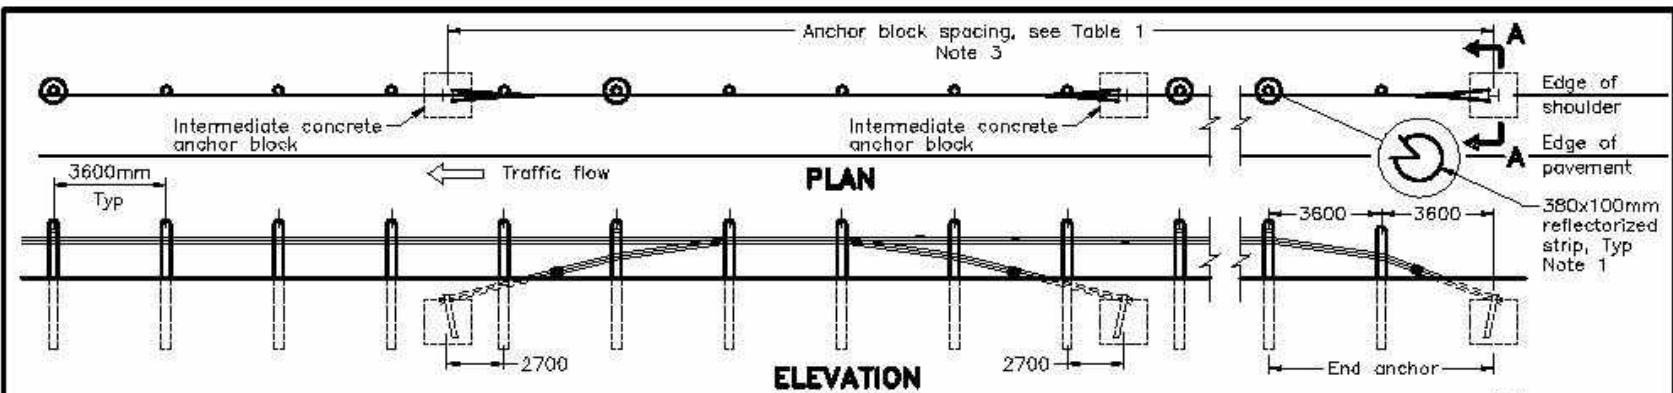 Anchor block spacing, see Table 1
Note 3
A
Edge of
shoulder
Intermediate concrete
anchor block
Intermediate concrete
anchor block
Edge of
pavement
A
3600mm
Typ
Traffic flow
PLAN
380x100mm
reflectorized
strip, Typ
Note 1
3600
3600
2700
2700
End anchor
ELEVATION